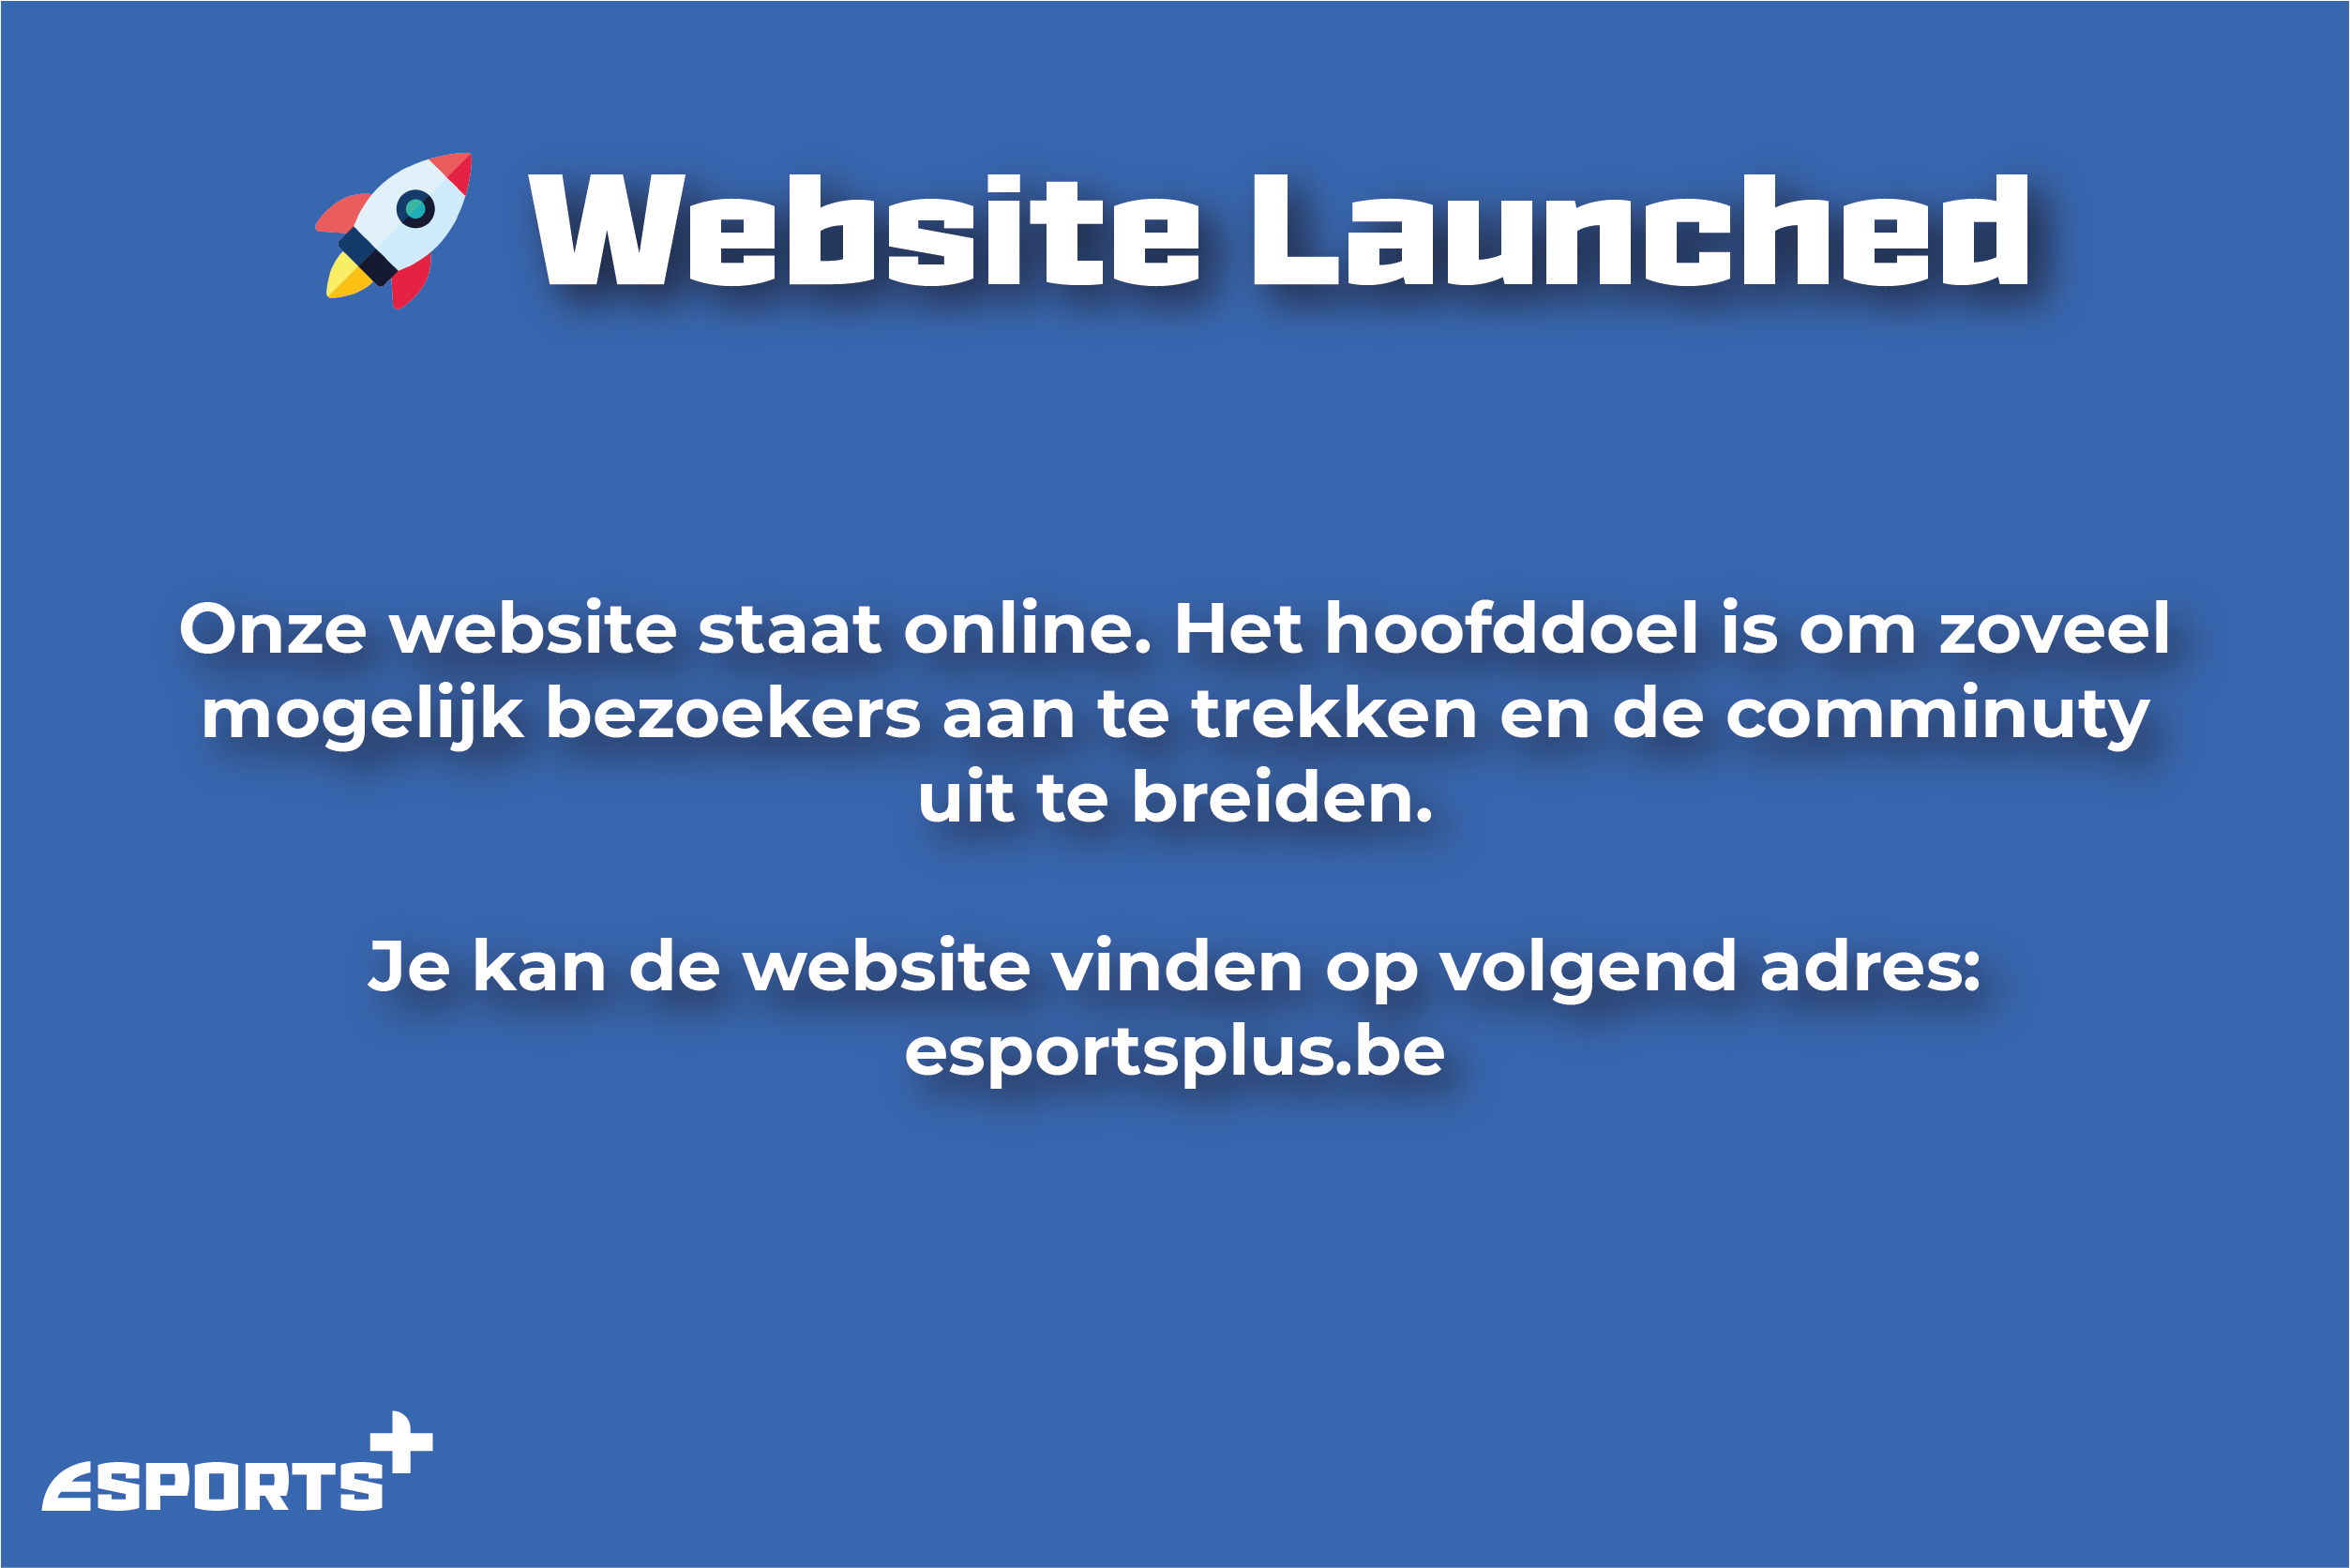 Website Launched
Onze website staat online. Het hoofddoel is om zoveel
mogelijk bezoekers aan te trekken en de comminuty
uit te breiden.
Je kan de website vinden op volgend adres:
esportsplus.be
ESPORTS+